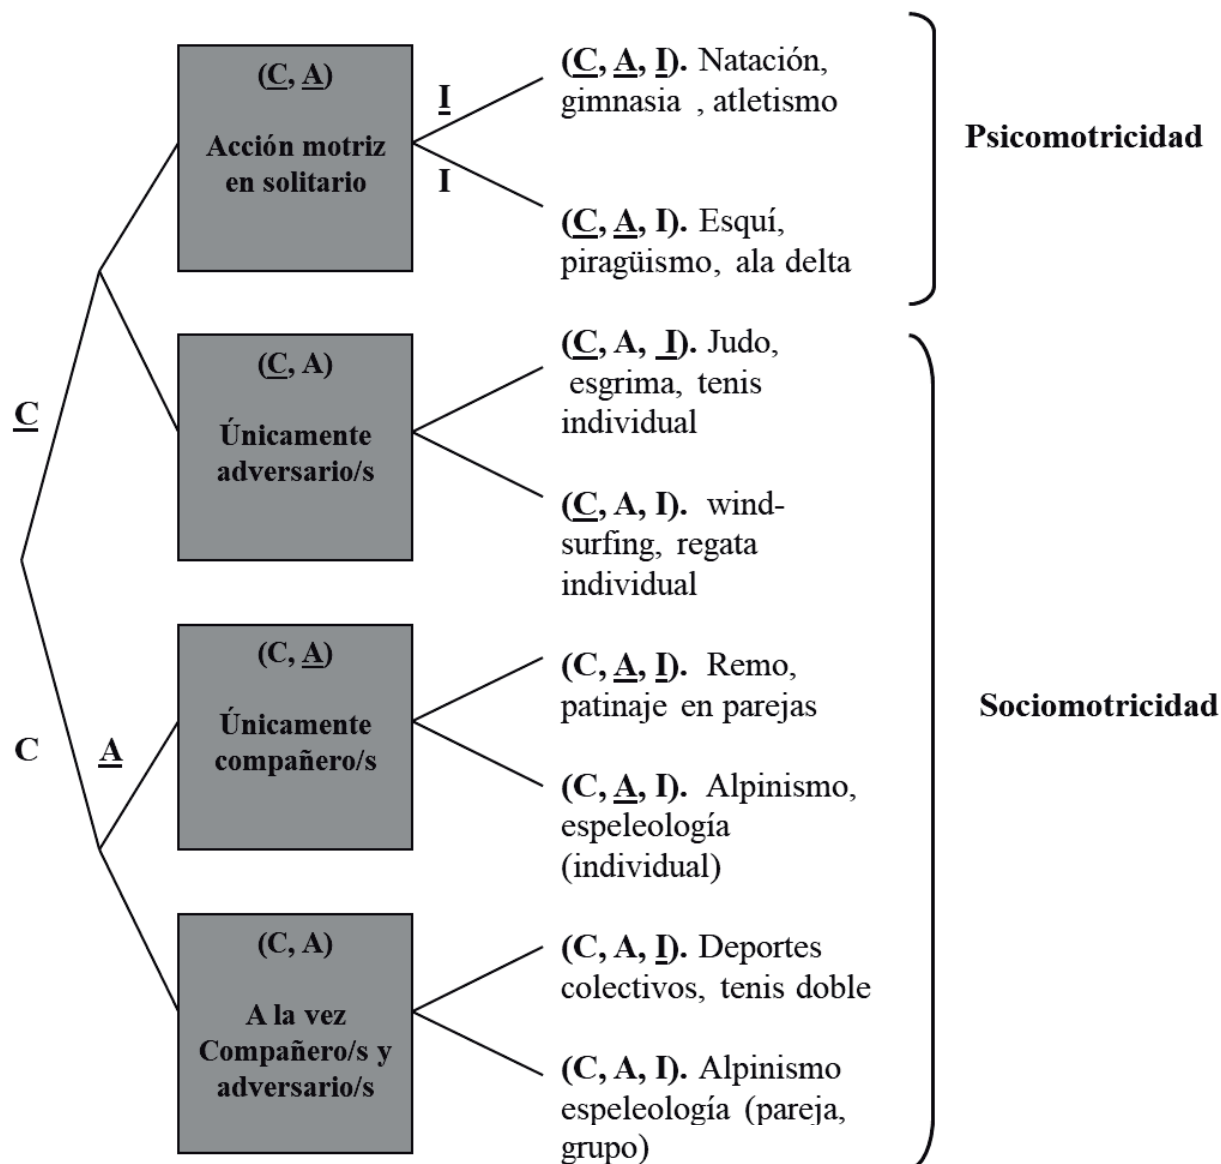 C
C
A
(C, A)
Acción motriz
en solitario
I
I
(C, A, I). Natación,
gimnasia , atletismo
(C, A, I). Esquí,
piragüismo, ala delta
Psicomotricidad
(C, A)
Únicamente
adversario/s
(C, A, I). Judo,
esgrima, tenis
individual
(C, A, I). wind-
surfing, regata
individual
(C, A)
Únicamente
compañero/s
(C, A, I). Remo,
patinaje en parejas
(C, A, I). Alpinismo,
espeleología
(individual)
(C, A)
A la vez
Compañero/s y
adversario/s
(C, A, I). Deportes
colectivos, tenis doble
(C, A, I). Alpinismo
espeleología (pareja,
grupo)
Sociomotricidad